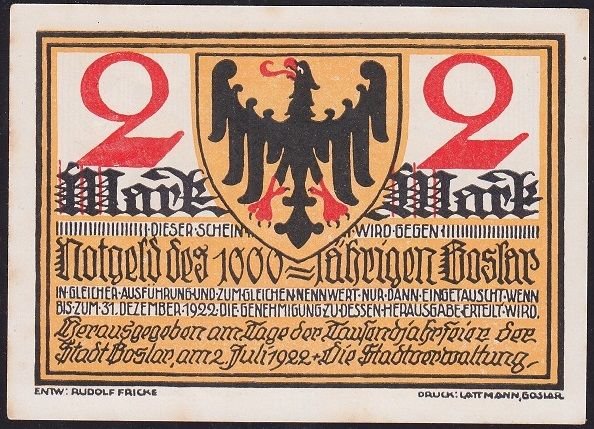 2 2
Mark Mark
DIESER SCHEIN WIRD GEGEN
Notgeld des 1000=jährigen Goslar
IN·GLEICHER·AUSFÜHRUNG·UND·ZUM·GLEICHEN·NENNWERT·NUR·DANN·EINGETAUSCHT·WENN
BIS·ZUM·31.DEZEMBER·1922·DIE·GENEHMIGUNG·ZU·DESSEN·HERAUSGABE·ERTEILT·WIRD.
Herausgegeben am Tage der Tausendjahrfeier der
Stadt Goslar, am 2. Juli 1922 + Die Stadtverwaltung
ENTW: RUDOLF FRICKE
DRUCK: LATTMANN, GOSLAR